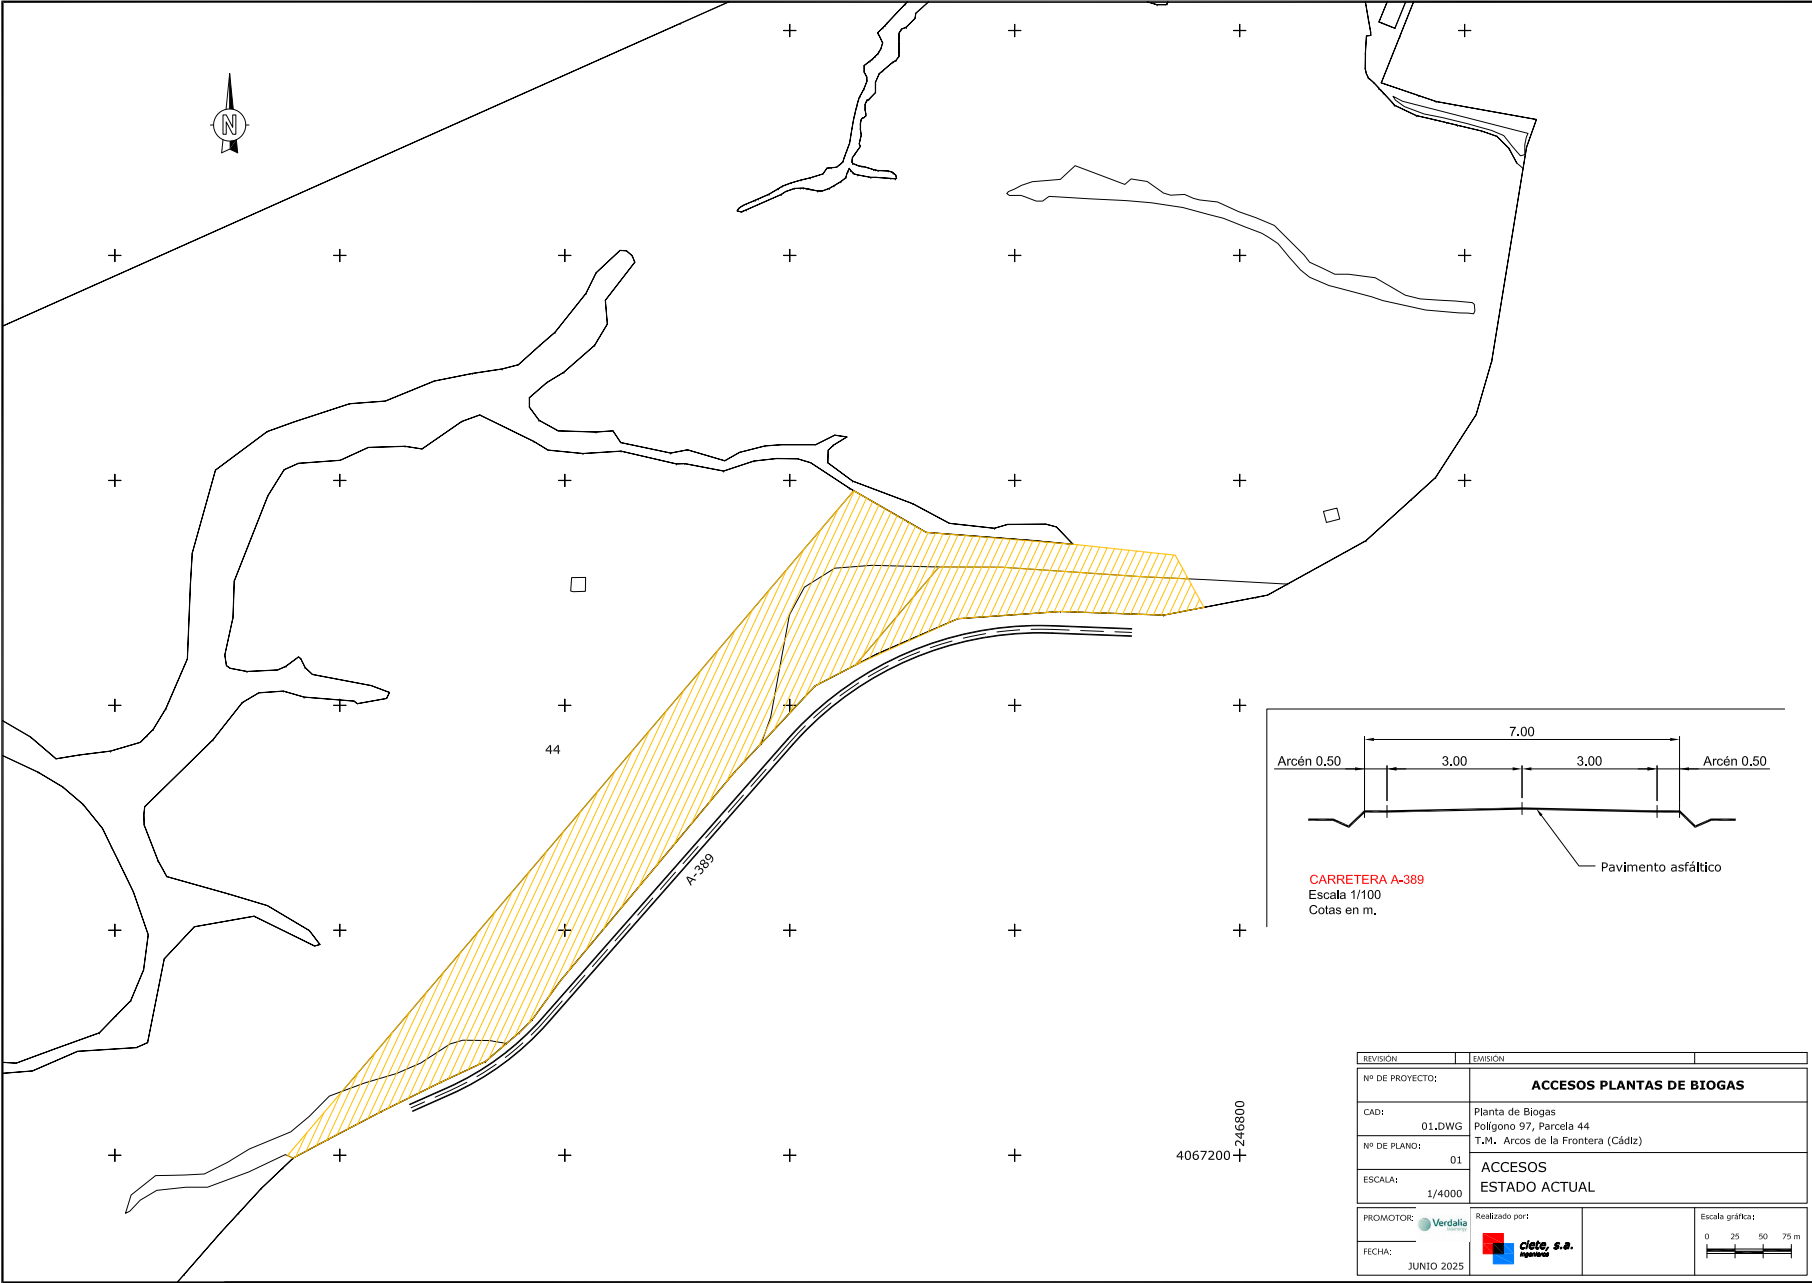 N
44
A-389
7.00
Arcén 0.50
3.00
3.00
Arcén 0.50
Pavimento asfáltico
CARRETERA A-389
Escala 1/100
Cotas en m.
246800
4067200
REVISIÓN
EMISIÓN
Nº DE PROYECTO:
ACCESOS PLANTAS DE BIOGAS
CAD:
01.DWG
Planta de Biogas
Polígono 97, Parcela 44
T.M. Arcos de la Frontera (Cádiz)
Nº DE PLANO:
01
ACCESOS
ESTADO ACTUAL
ESCALA:
1/4000
PROMOTOR:
Verdalia
Realizado por:
ciete, s.a.
Ingenieros
Escala gráfica:
0 25 50 75 m
FECHA:
JUNIO 2025